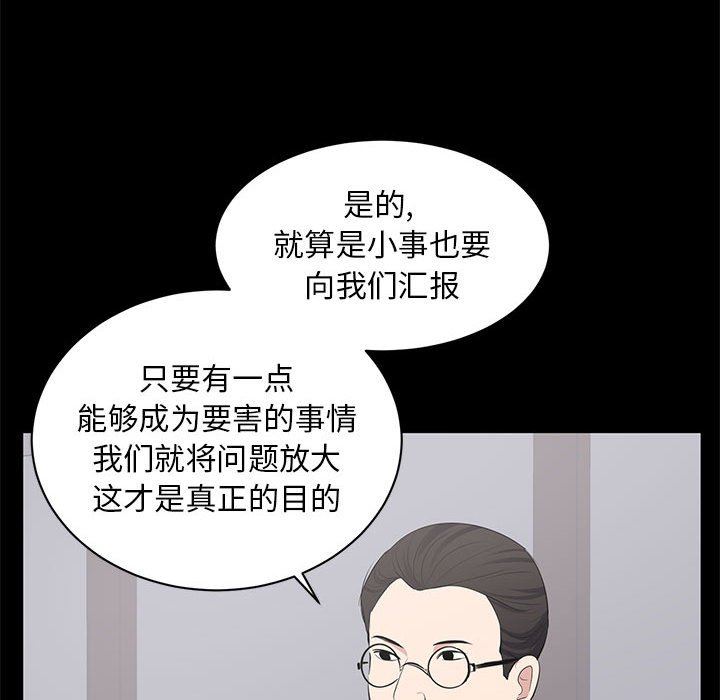 是的,
就算是小事也要
向我们汇报
只要有一点
能够成为要害的事情
我们就将问题放大
这才是真正的目的